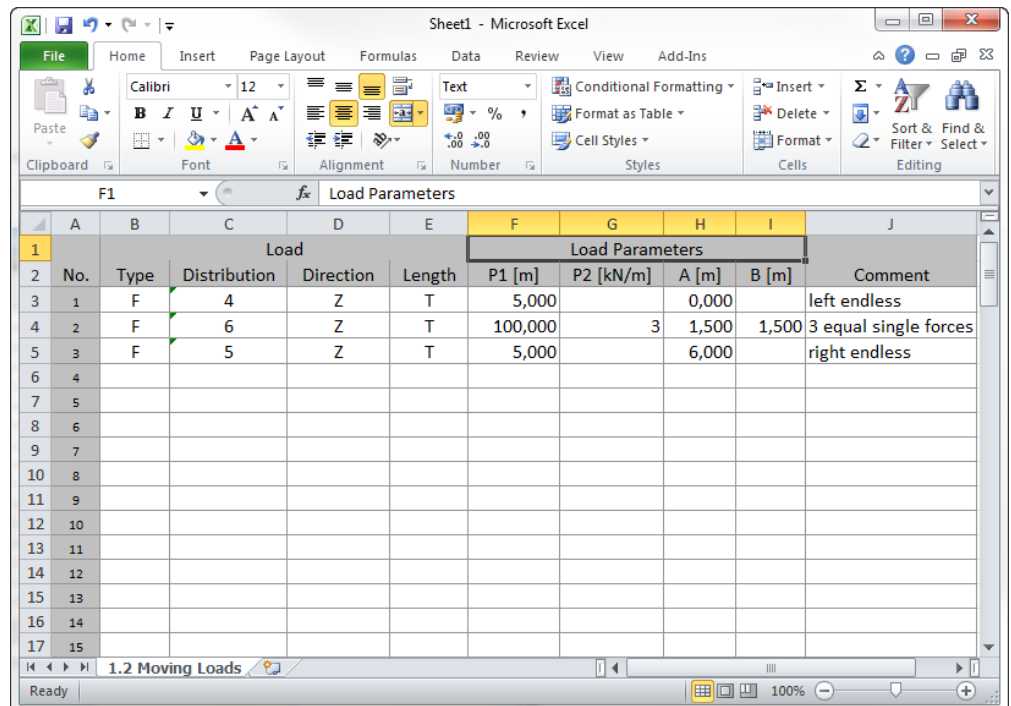 Sheet1 - Microsoft Excel
File Home Insert Page Layout Formulas Data Review View Add-Ins
Calibri 12 Text Conditional Formatting Insert Σ
Paste B I U A A % , Format as Table Delete Sort & Find &
A .0 .00 .00 .0 Cell Styles Format Filter Select
Clipboard Font Alignment Number Styles Cells Editing
F1 fx Load Parameters
A B C D E F G H I J
1 Load Load Parameters
2 No. Type Distribution Direction Length P1 [m] P2 [kN/m] A [m] B [m] Comment
3 1 F 4 Z T 5,000 0,000 left endless
4 2 F 6 Z T 100,000 3 1,500 1,500 3 equal single forces
5 3 F 5 Z T 5,000 6,000 right endless
6 4
7 5
8 6
9 7
10 8
11 9
12 10
13 11
14 12
15 13
16 14
17 15
1.2 Moving Loads
Ready 100%